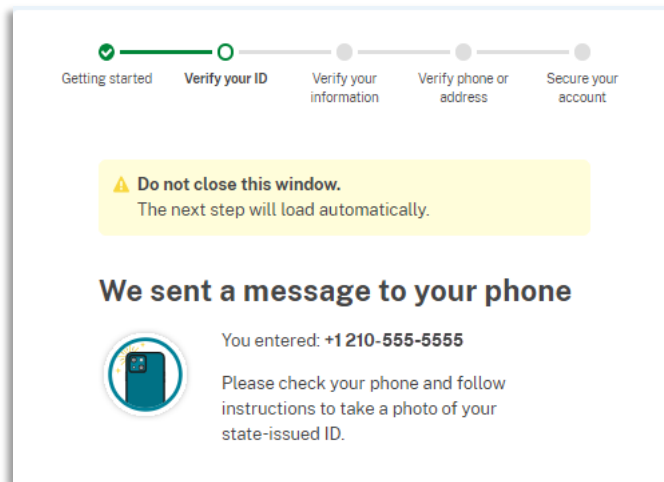 Getting started
Verify your ID
Verify your
information
Verify phone or
address
Secure your
account
Do not close this window.
The next step will load automatically.
We sent a message to your phone
You entered: +1 210-555-5555
Please check your phone and follow
instructions to take a photo of your
state-issued ID.